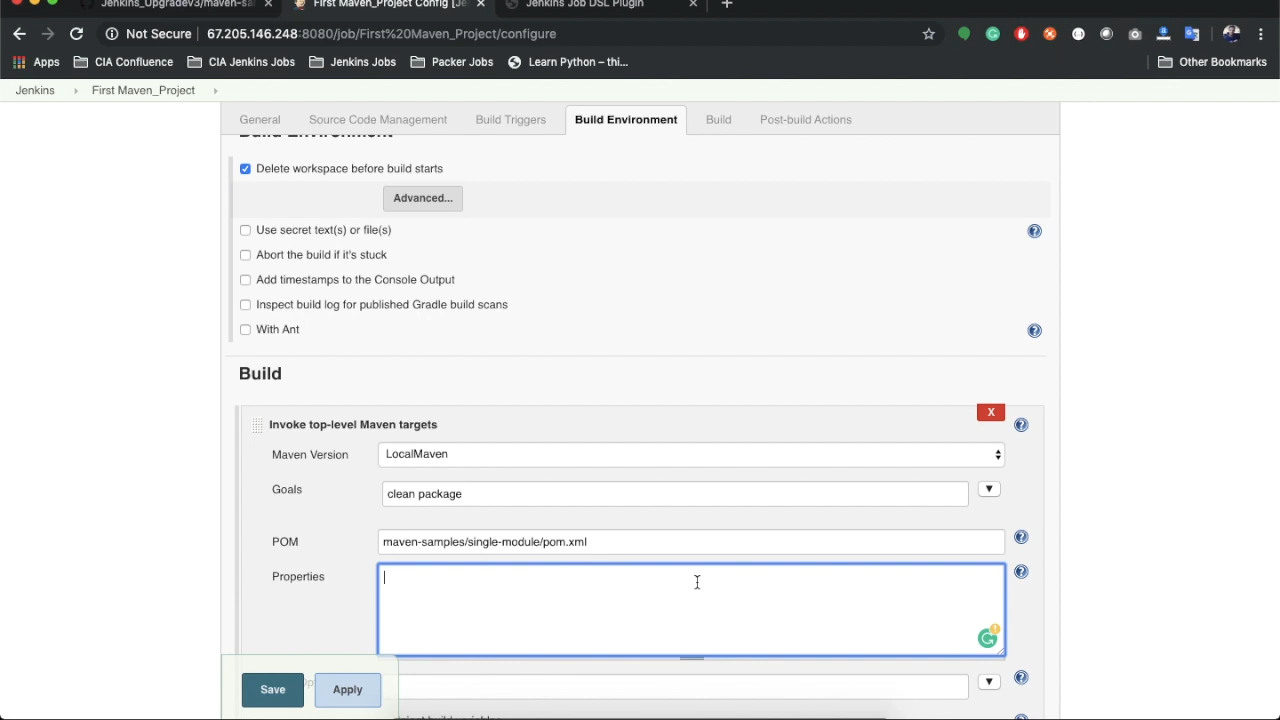 Jenkins_Upgradev3/maven-sa
First Maven_Project Config [Je
Jenkins Job DSL Plugin
Not Secure
67.205.146.248:8080/job/First%20Maven_Project/configure
Apps
CIA Confluence
CIA Jenkins Jobs
Jenkins Jobs
Packer Jobs
Learn Python – thi...
Other Bookmarks
Jenkins
First Maven_Project
General
Source Code Management
Build Triggers
Build Environment
Build
Post-build Actions
Build Environment
Delete workspace before build starts
Advanced...
Use secret text(s) or file(s)
Abort the build if it's stuck
Add timestamps to the Console Output
Inspect build log for published Gradle build scans
With Ant
Build
X
Invoke top-level Maven targets
Maven Version
LocalMaven
Goals
clean package
POM
maven-samples/single-module/pom.xml
Properties
Save
Apply